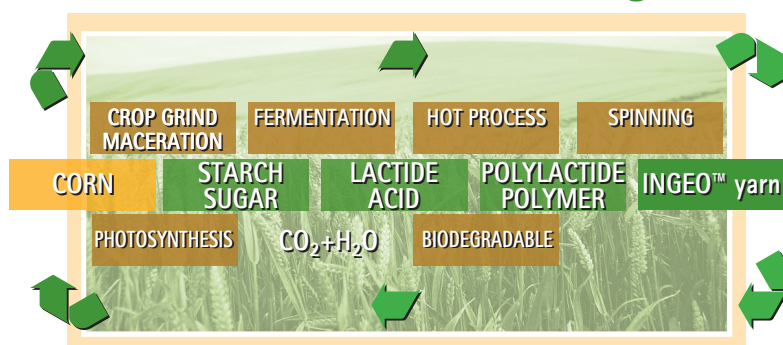 CROP GRIND
MACERATION
FERMENTATION
HOT PROCESS
SPINNING
CORN
STARCH
SUGAR
LACTIDE
ACID
POLYLACTIDE
POLYMER
INGEO™ yarn
PHOTOSYNTHESIS
CO₂+H₂O
BIODEGRADABLE